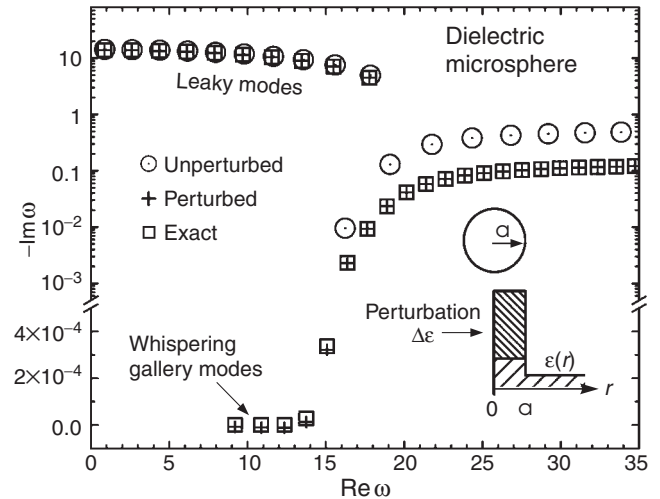 10
1
0.1
10⁻²
10⁻³
4×10⁻⁴
2×10⁻⁴
0.0
-Im ω
Dielectric
microsphere
Leaky modes
Unperturbed
Perturbed
Exact
a
Perturbation
Δε
ε(r)
r
0
a
Whispering
gallery modes
0 5 10 15 20 25 30 35
Re ω